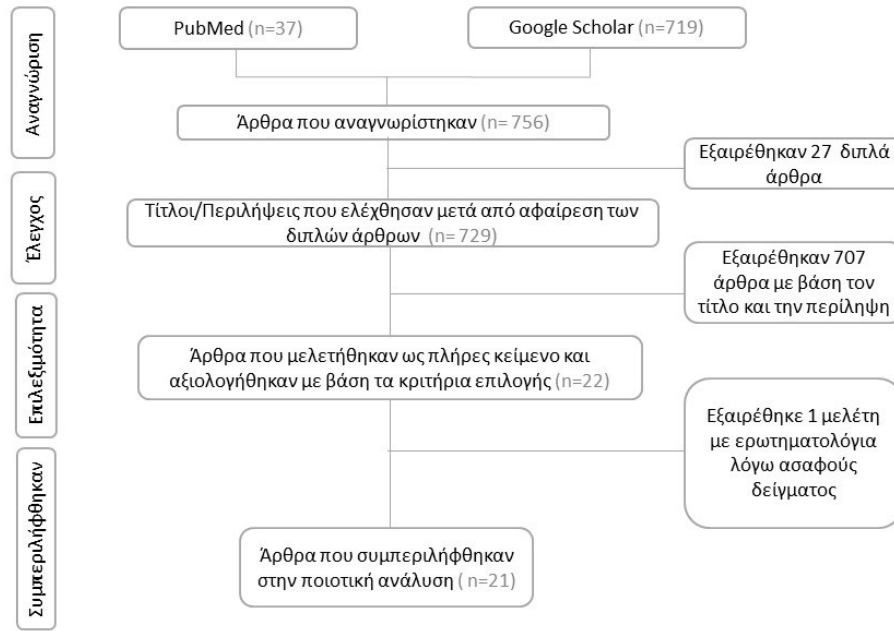 Αναγνώριση
PubMed (n=37)
Google Scholar (n=719)
Άρθρα που αναγνωρίστηκαν (n= 756)
Εξαιρέθηκαν 27 διπλά
άρθρα
Έλεγχος
Τίτλοι/Περιλήψεις που ελέχθησαν μετά από αφαίρεση των
διπλών άρθρων (n= 729)
Εξαιρέθηκαν 707
άρθρα με βάση τον
τίτλο και την περίληψη
Επιλεξιμότητα
Άρθρα που μελετήθηκαν ως πλήρες κείμενο και
αξιολογήθηκαν με βάση τα κριτήρια επιλογής (n=22)
Εξαιρέθηκε 1 μελέτη
με ερωτηματολόγια
λόγω ασαφούς
δείγματος
Συμπεριλήφθηκαν
Άρθρα που συμπεριλήφθηκαν
στην ποιοτική ανάλυση ( n=21)